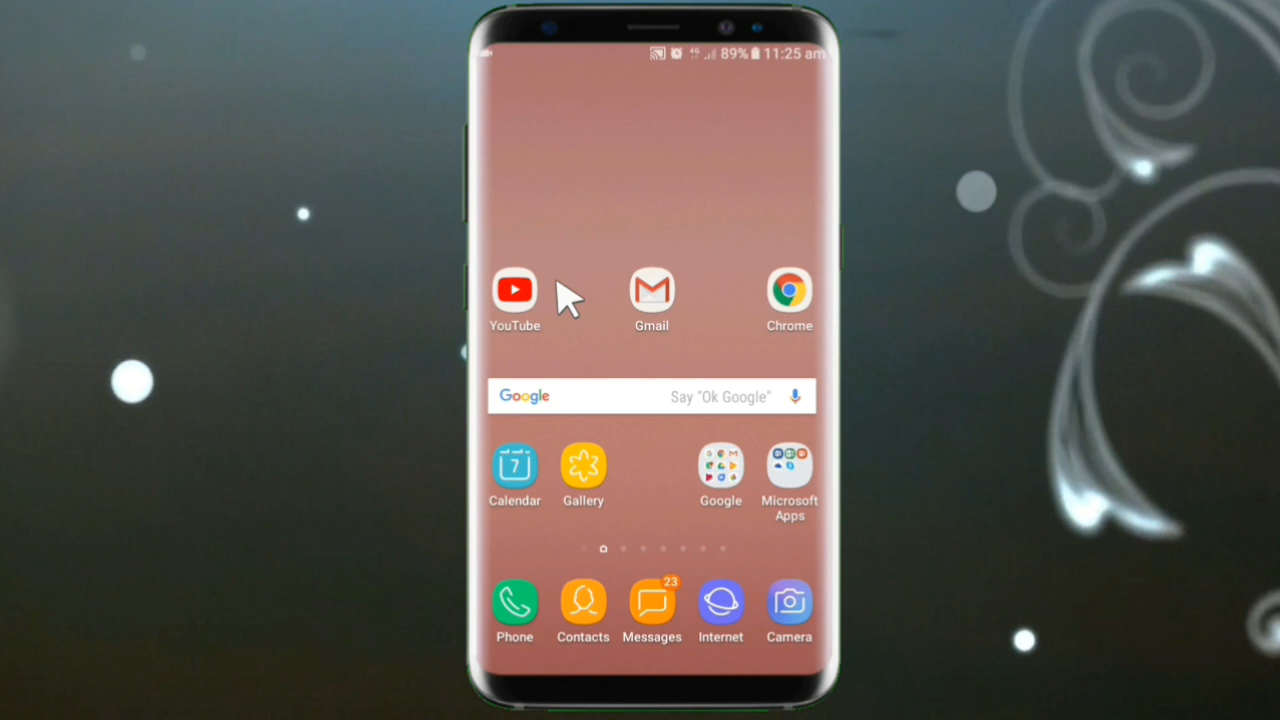 4G 89% 11:25 am
YouTube Gmail Chrome
Google Say "Ok Google"
7
Calendar Gallery Google Microsoft Apps
23
Phone Contacts Messages Internet Camera